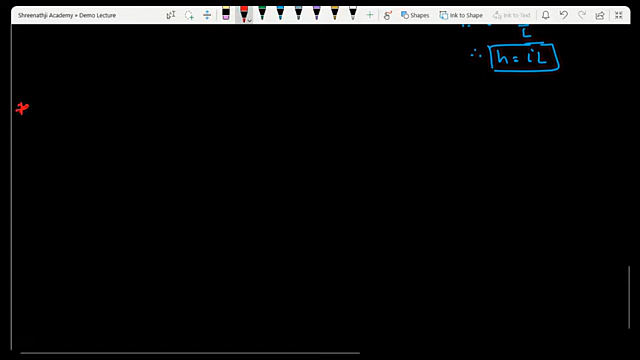 Shreenathji Academy » Demo Lecture
Shapes
Ink to Shape
Ink to Text
L
∴ h = iL
*